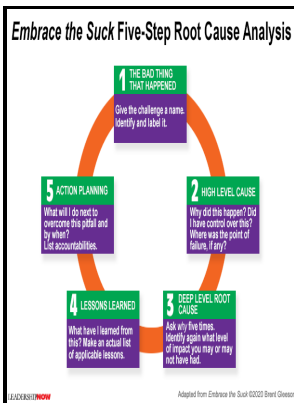 Embrace the Suck Five-Step Root Cause Analysis
1 THE BAD THING
THAT HAPPENED
Give the challenge a name.
Identify and label it.
2 HIGH LEVEL CAUSE
Why did this happen? Did
I have control over this?
Where was the point of
failure, if any?
3 DEEP LEVEL ROOT
CAUSE
Ask why five times.
Identify again what level
of impact you may or may
not have had.
4 LESSONS LEARNED
What have I learned from
this? Make an actual list
of applicable lessons.
5 ACTION PLANNING
What will I do next to
overcome this pitfall and
by when?
List accountabilities.
LEADERSHIPNOW
Adapted from Embrace the Suck ©2020 Brent Gleeson